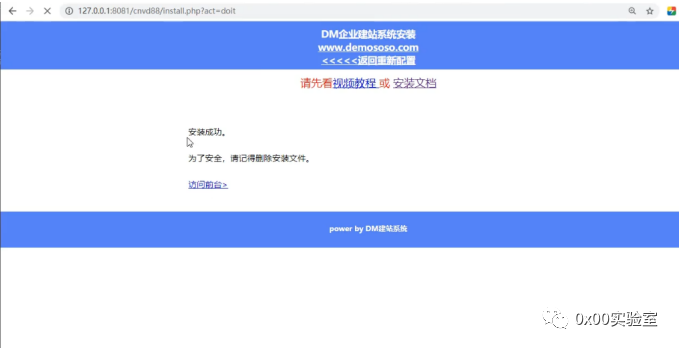 127.0.0.1:8081/cnvd88/install.php?act=doit
DM企业建站系统安装
www.demososo.com
<<<<<返回重新配置
请先看视频教程 或 安装文档
安装成功。
为了安全，请记得删除安装文件。
访问前台>
power by DM建站系统
0x00实验室